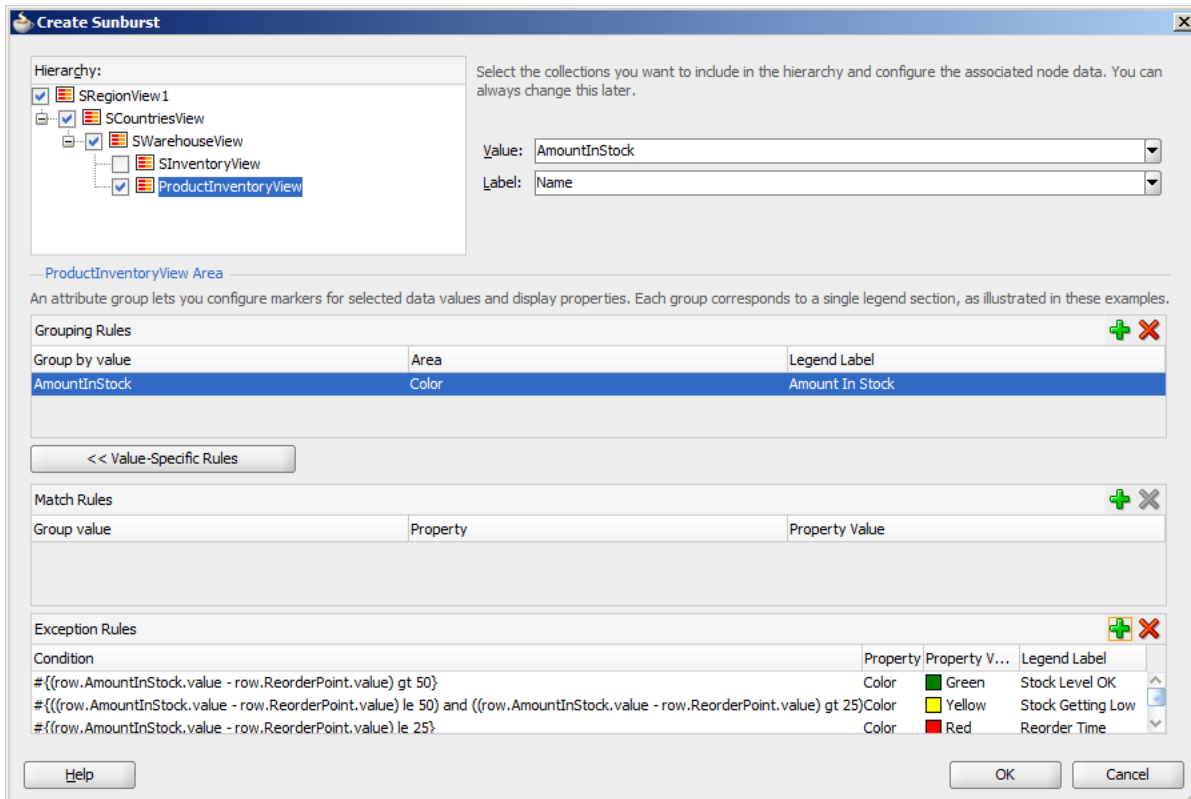 Create Sunburst
Hierarchy:
SRegionView1
SCountriesView
SWarehouseView
SInventoryView
ProductInventoryView
Select the collections you want to include in the hierarchy and configure the associated node data. You can
always change this later.
Value: AmountInStock
Label: Name
ProductInventoryView Area
An attribute group lets you configure markers for selected data values and display properties. Each group corresponds to a single legend section, as illustrated in these examples.
Grouping Rules
Group by value Area Legend Label
AmountInStock Color Amount In Stock
<< Value-Specific Rules
Match Rules
Group value Property Property Value
Exception Rules
Condition Property Property V... Legend Label
#{(row.AmountInStock.value - row.ReorderPoint.value) gt 50} Color Green Stock Level OK
#{((row.AmountInStock.value - row.ReorderPoint.value) le 50) and ((row.AmountInStock.value - row.ReorderPoint.value) gt 25) Color Yellow Stock Getting Low
#{(row.AmountInStock.value - row.ReorderPoint.value) le 25} Color Red Reorder Time
Help OK Cancel